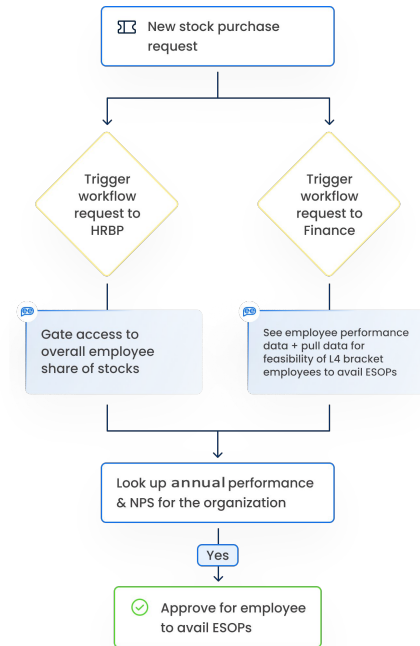 New stock purchase
request
Trigger
workflow
request to
HRBP
Trigger
workflow
request to
Finance
Gate access to
overall employee
share of stocks
See employee performance
data + pull data for
feasibility of L4 bracket
employees to avail ESOPs
Look up annual performance
& NPS for the organization
Yes
Approve for employee
to avail ESOPs